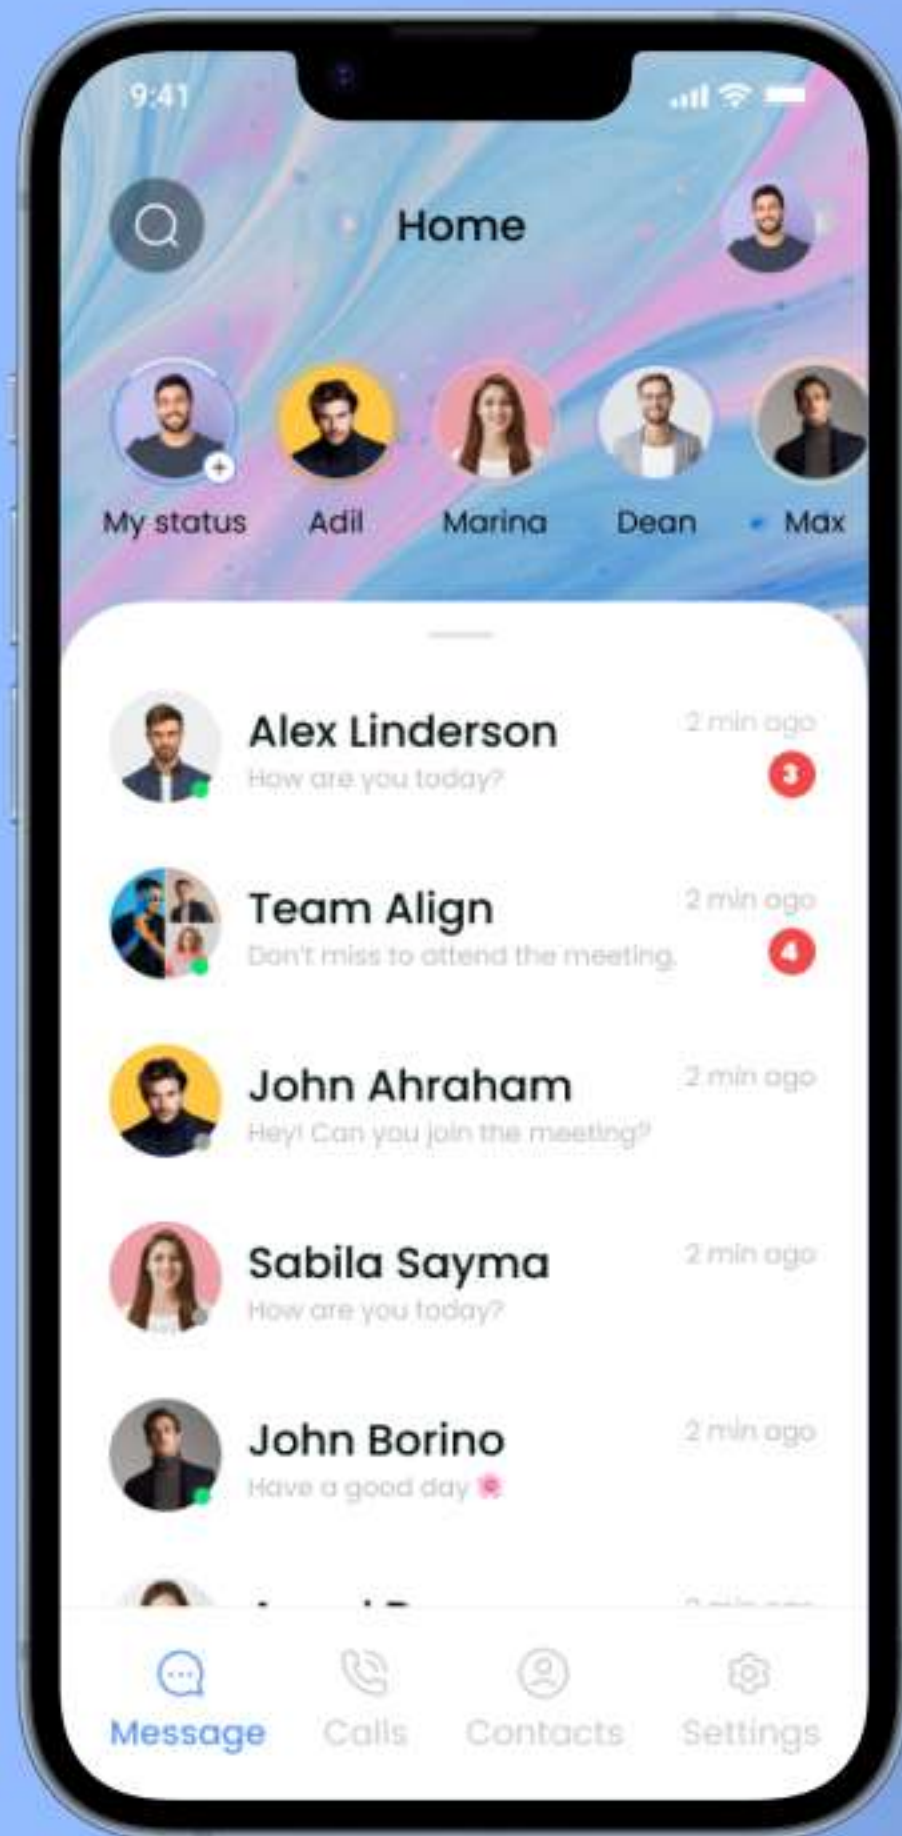 9:41
Home
My status
Adil
Marina
Dean
Max
Alex Linderson
2 min ago
How are you today?
3
Team Align
2 min ago
Don't miss to attend the meeting.
4
John Ahraham
2 min ago
Hey! Can you join the meeting?
Sabila Sayma
2 min ago
How are you today?
John Borino
2 min ago
Have a good day 🌸
Message
Calls
Contacts
Settings